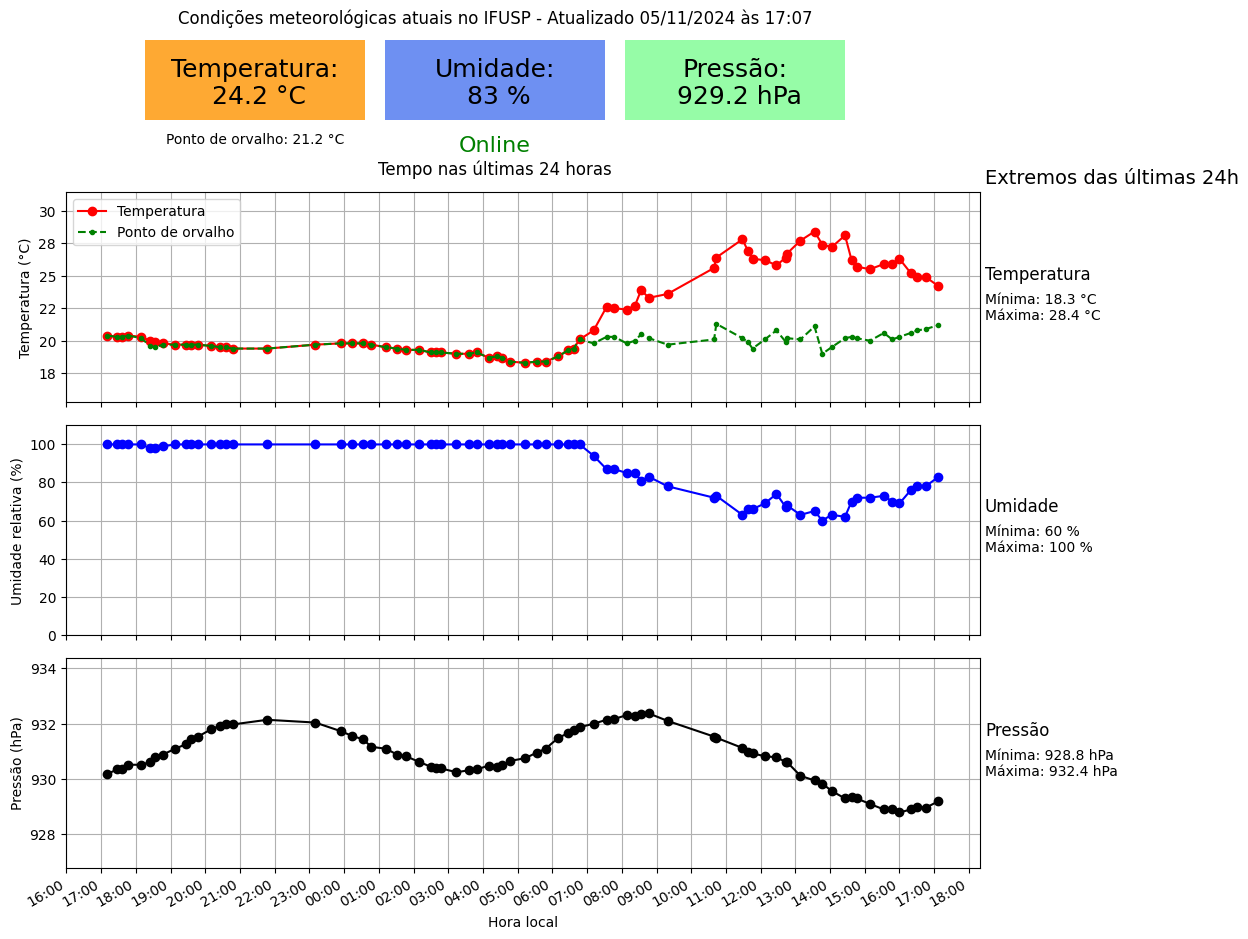 Condições meteorológicas atuais no IFUSP - Atualizado 05/11/2024 às 17:07
Temperatura:
24.2 °C
Umidade:
83 %
Pressão:
929.2 hPa
Ponto de orvalho: 21.2 °C
Online
Tempo nas últimas 24 horas
Extremos das últimas 24h
Temperatura
Ponto de orvalho
Temperatura (°C)
30
28
25
22
20
18
Temperatura
Mínima: 18.3 °C
Máxima: 28.4 °C
Umidade relativa (%)
100
80
60
40
20
0
Umidade
Mínima: 60 %
Máxima: 100 %
Pressão (hPa)
934
932
930
928
Pressão
Mínima: 928.8 hPa
Máxima: 932.4 hPa
16:00
17:00
18:00
19:00
20:00
21:00
22:00
23:00
00:00
01:00
02:00
03:00
04:00
05:00
06:00
07:00
08:00
09:00
10:00
11:00
12:00
13:00
14:00
15:00
16:00
17:00
18:00
Hora local